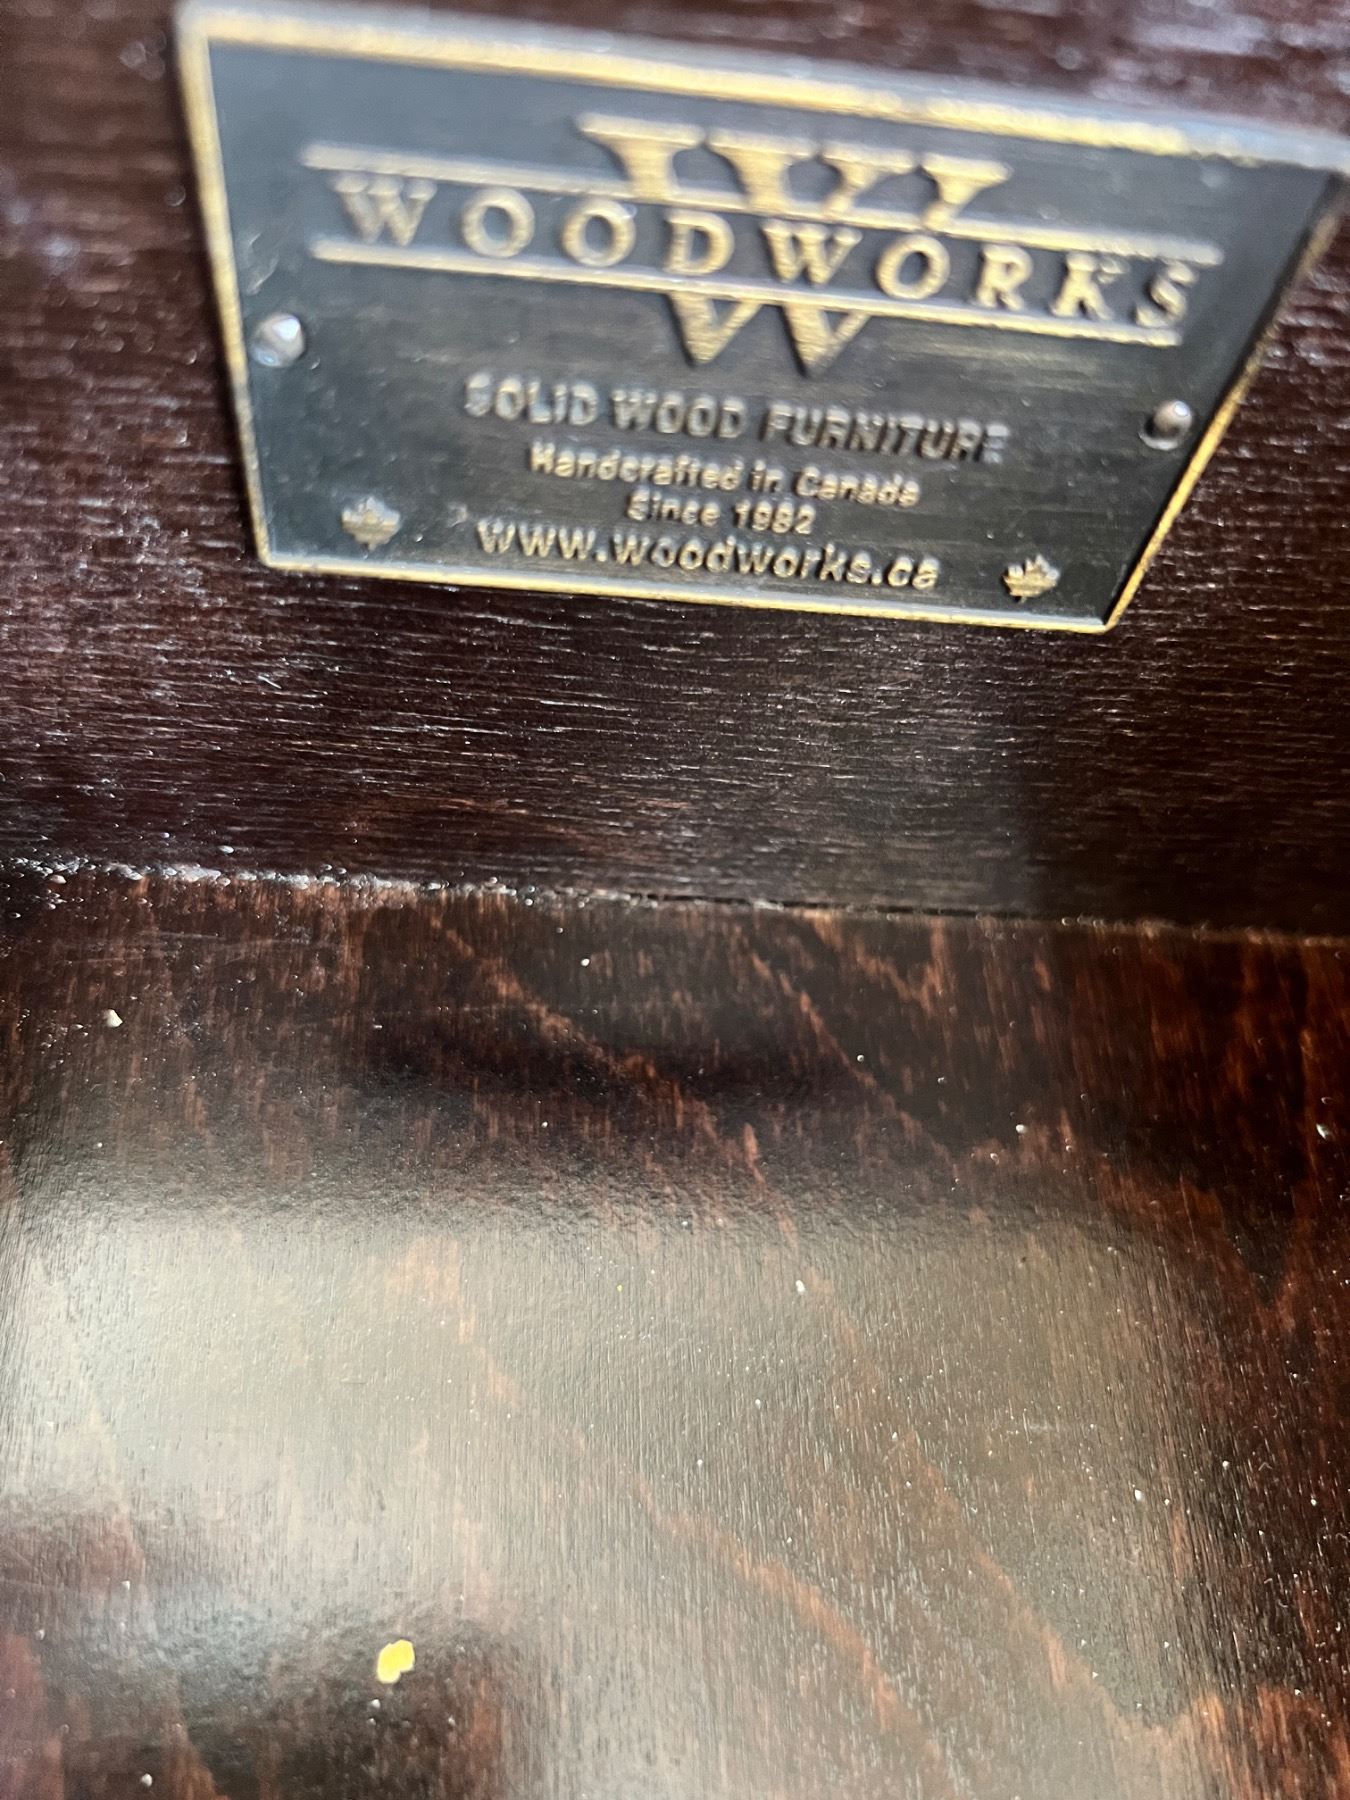 W
WOODWORKS
SOLID WOOD FURNITURE
Handcrafted in Canada
Since 1982
www.woodworks.ca